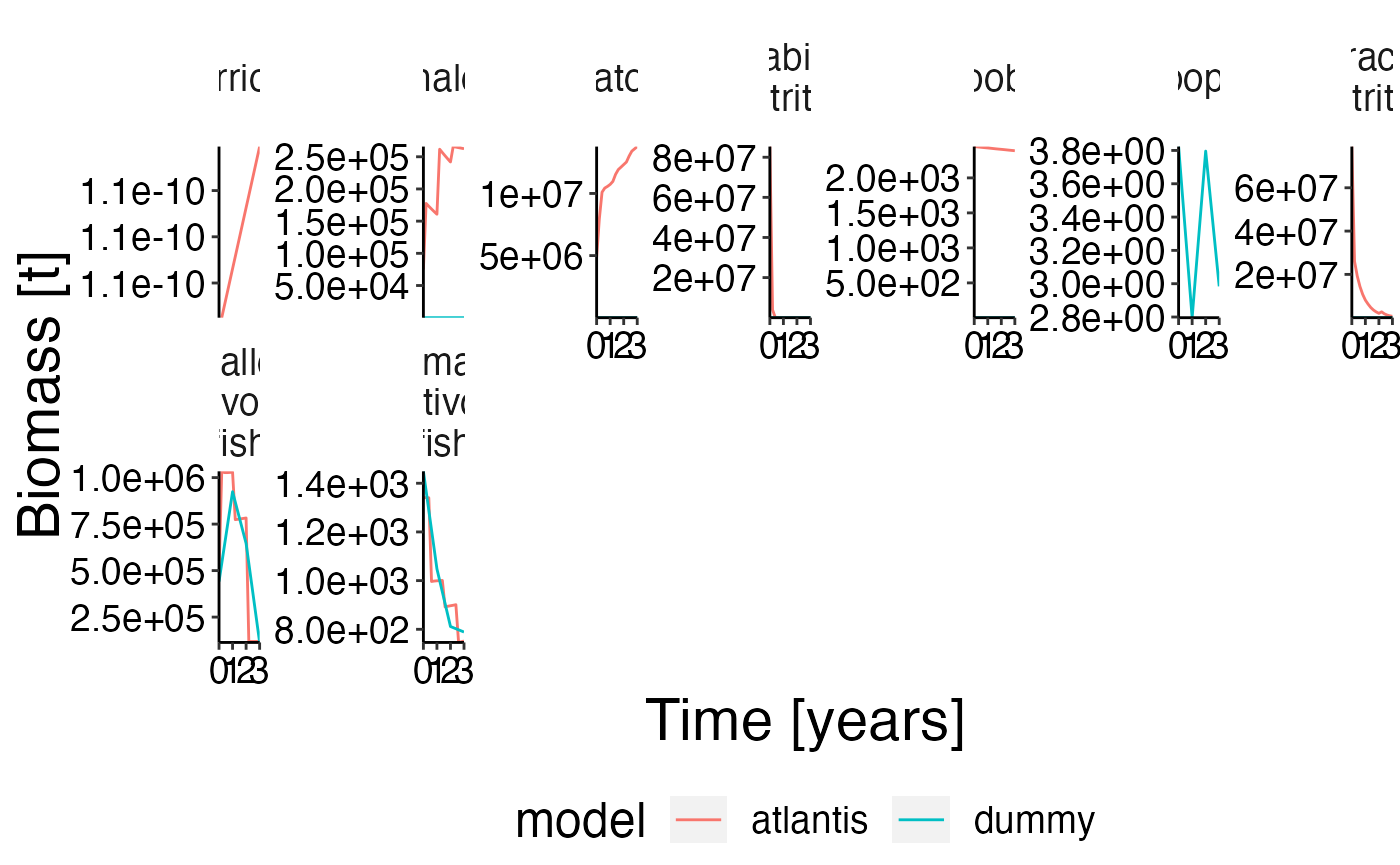 rric
nale
ato
abi
trit
oob
oop
rac
trit
1.1e-10
1.1e-10
1.1e-10
2.5e+05
2.0e+05
1.5e+05
1.0e+05
5.0e+04
1e+07
5e+06
8e+07
6e+07
4e+07
2e+07
2.0e+03
1.5e+03
1.0e+03
5.0e+02
3.8e+00
3.6e+00
3.4e+00
3.2e+00
3.0e+00
2.8e+00
6e+07
4e+07
2e+07
0123
0123
0123
0123
0123
Biomass [t]
alle
vo
fish
ma
tivo
fish
1.0e+06
7.5e+05
5.0e+05
2.5e+05
1.4e+03
1.2e+03
1.0e+03
8.0e+02
0123
0123
Time [years]
model atlantis dummy